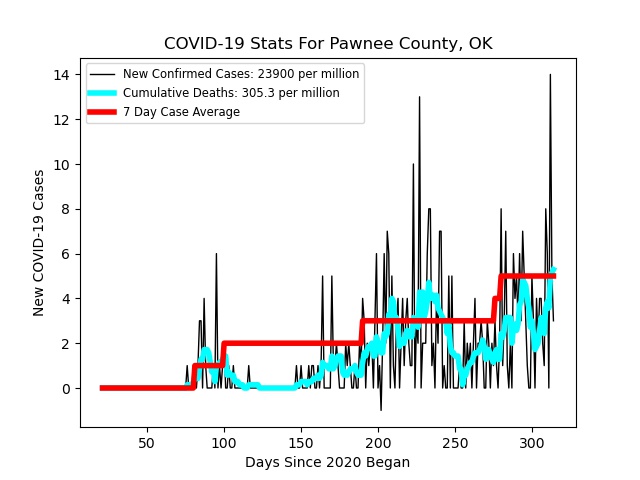 COVID-19 Stats For Pawnee County, OK
New Confirmed Cases: 23900 per million
Cumulative Deaths: 305.3 per million
7 Day Case Average
New COVID-19 Cases
14
12
10
8
6
4
2
0
50 100 150 200 250 300
Days Since 2020 Began